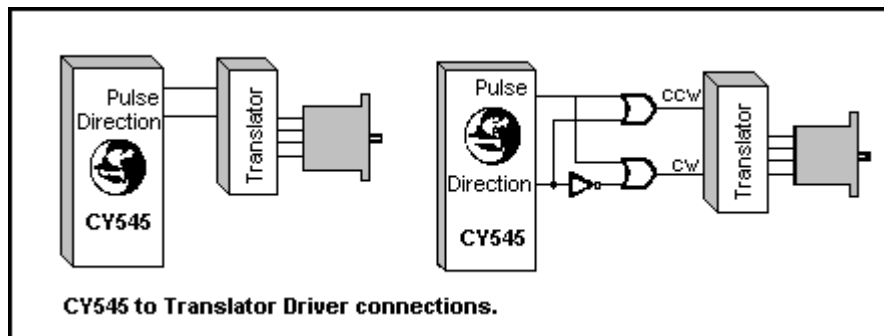 Pulse
Direction
CY545
Translator
Pulse
Direction
CY545
CCW
CW
Translator
CY545 to Translator Driver connections.